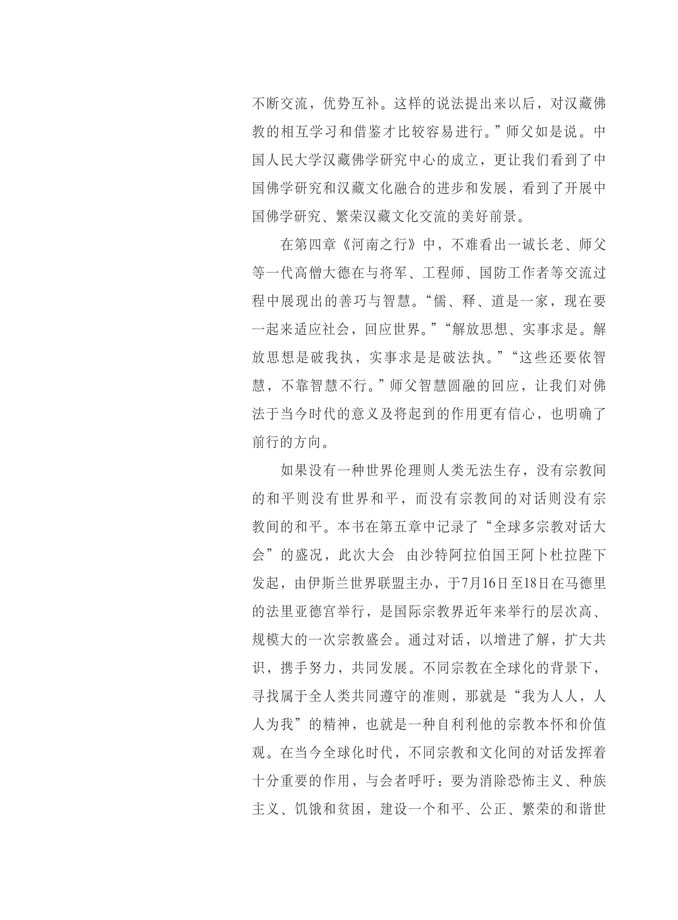 不断交流，优势互补。这样的说法提出来以后，对汉藏佛
教的相互学习和借鉴才比较容易进行。”师父如是说。中
国人民大学汉藏佛学研究中心的成立，更让我们看到了中
国佛学研究和汉藏文化融合的进步和发展，看到了开展中
国佛学研究、繁荣汉藏文化交流的美好前景。
在第四章《河南之行》中，不难看出一诚长老、师父
等一代高僧大德在与将军、工程师、国防工作者等交流过
程中展现出的善巧与智慧。“儒、释、道是一家，现在要
一起来适应社会，回应世界。”“解放思想、实事求是。解
放思想是破我执，实事求是是破法执。”“这些还要依智
慧，不靠智慧不行。”师父智慧圆融的回应，让我们对佛
法于当今时代的意义及将起到的作用更有信心，也明确了
前行的方向。
如果没有一种世界伦理则人类无法生存，没有宗教间
的和平则没有世界和平，而没有宗教间的对话则没有宗
教间的和平。本书在第五章中记录了“全球多宗教对话大
会”的盛况，此次大会 由沙特阿拉伯国王阿卜杜拉陛下
发起，由伊斯兰世界联盟主办，于7月16日至18日在马德里
的法里亚德宫举行，是国际宗教界近年来举行的层次高、
规模大的一次宗教盛会。通过对话，以增进了解，扩大共
识，携手努力，共同发展。不同宗教在全球化的背景下，
寻找属于全人类共同遵守的准则，那就是“我为人人，人
人为我”的精神，也就是一种自利利他的宗教本怀和价值
观。在当今全球化时代，不同宗教和文化间的对话发挥着
十分重要的作用，与会者呼吁：要为消除恐怖主义、种族
主义、饥饿和贫困，建设一个和平、公正、繁荣的和谐世